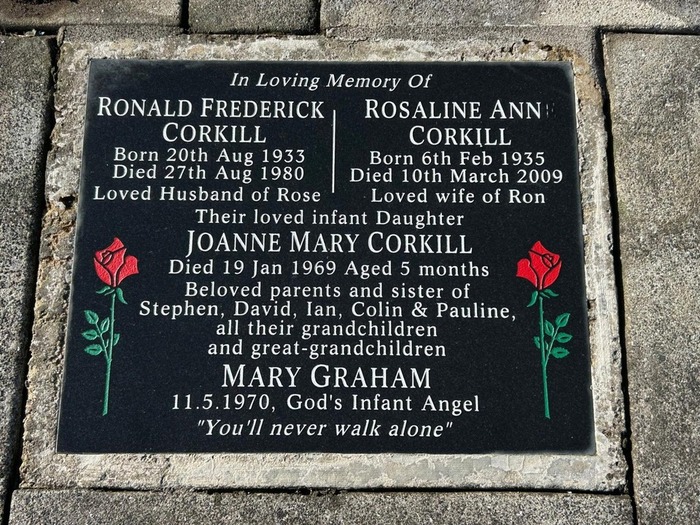 In Loving Memory Of
RONALD FREDERICK
CORKILL
Born 20th Aug 1933
Died 27th Aug 1980
Loved Husband of Rose
ROSALINE ANN
CORKILL
Born 6th Feb 1935
Died 10th March 2009
Loved wife of Ron
Their loved infant Daughter
JOANNE MARY CORKILL
Died 19 Jan 1969 Aged 5 months
Beloved parents and sister of
Stephen, David, Ian, Colin & Pauline,
all their grandchildren
and great-grandchildren
MARY GRAHAM
11.5.1970, God's Infant Angel
"You'll never walk alone"